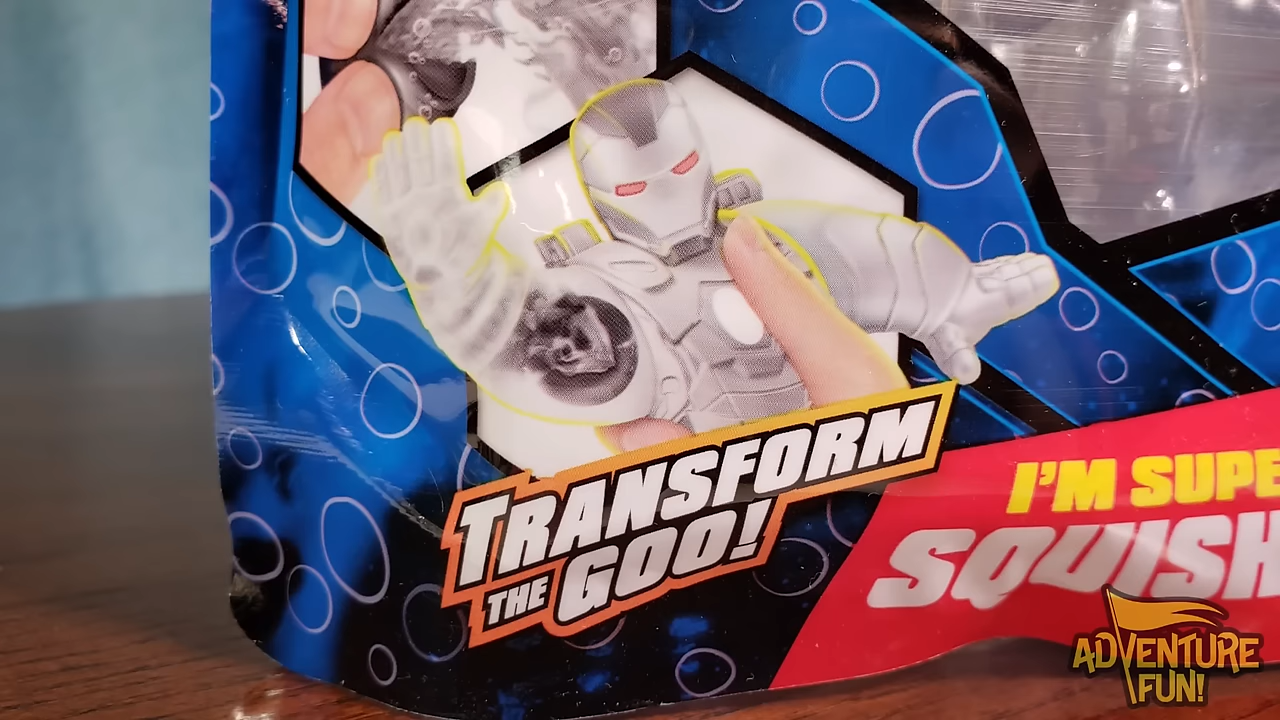 TRANSFORM
THE GOO!
I'M SUPE
SQUISH
ADVENTURE
FUN!